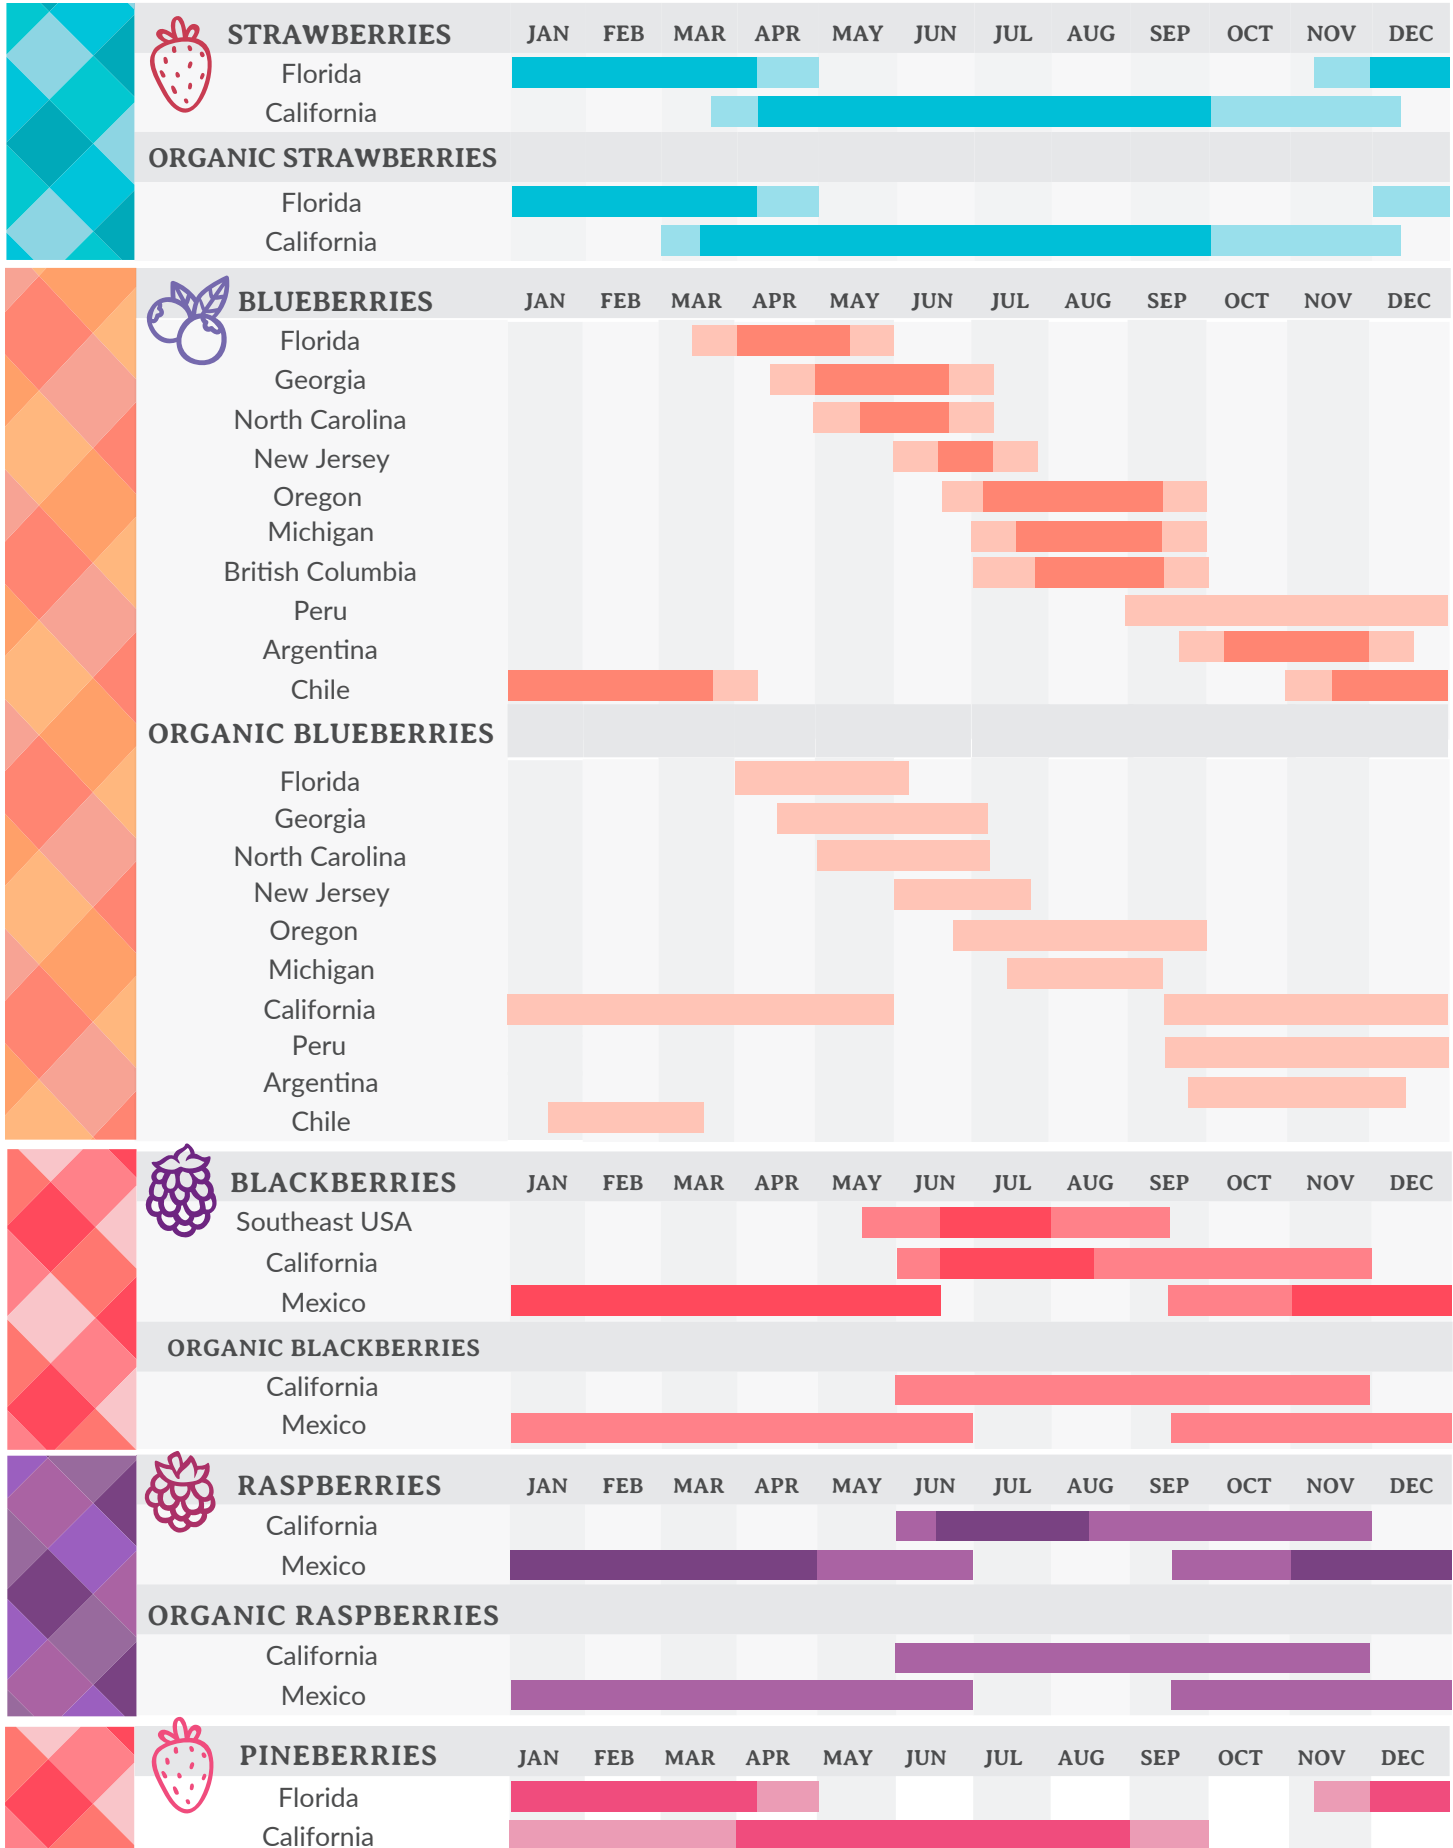 STRAWBERRIES JAN FEB MAR APR MAY JUN JUL AUG SEP OCT NOV DEC
Florida
California
ORGANIC STRAWBERRIES
Florida
California
BLUEBERRIES JAN FEB MAR APR MAY JUN JUL AUG SEP OCT NOV DEC
Florida
Georgia
North Carolina
New Jersey
Oregon
Michigan
British Columbia
Peru
Argentina
Chile
ORGANIC BLUEBERRIES
Florida
Georgia
North Carolina
New Jersey
Oregon
Michigan
California
Peru
Argentina
Chile
BLACKBERRIES JAN FEB MAR APR MAY JUN JUL AUG SEP OCT NOV DEC
Southeast USA
California
Mexico
ORGANIC BLACKBERRIES
California
Mexico
RASPBERRIES JAN FEB MAR APR MAY JUN JUL AUG SEP OCT NOV DEC
California
Mexico
ORGANIC RASPBERRIES
California
Mexico
PINEBERRIES JAN FEB MAR APR MAY JUN JUL AUG SEP OCT NOV DEC
Florida
California